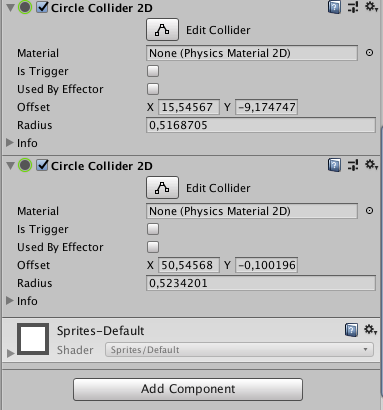 Circle Collider 2D
Edit Collider
Material None (Physics Material 2D)
Is Trigger
Used By Effector
Offset X 15,54567 Y -9,174747
Radius 0,5168705
Info
Circle Collider 2D
Edit Collider
Material None (Physics Material 2D)
Is Trigger
Used By Effector
Offset X 50,54568 Y -0,100196
Radius 0,5234201
Info
Sprites-Default
Shader Sprites/Default
Add Component